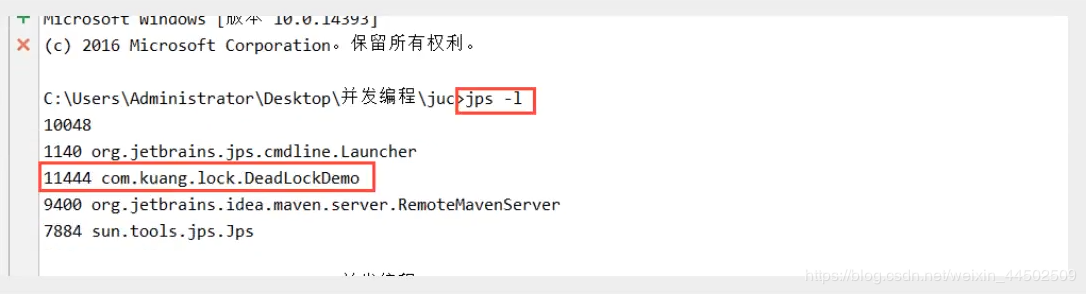 Microsoft Windows [版本 10.0.14393]
(c) 2016 Microsoft Corporation。保留所有权利。
C:\Users\Administrator\Desktop\并发编程\juc>jps -l
10048
1140 org.jetbrains.jps.cmdline.Launcher
11444 com.kuang.lock.DeadLockDemo
9400 org.jetbrains.idea.maven.server.RemoteMavenServer
7884 sun.tools.jps.Jps
https://blog.csdn.net/weixin_44502509